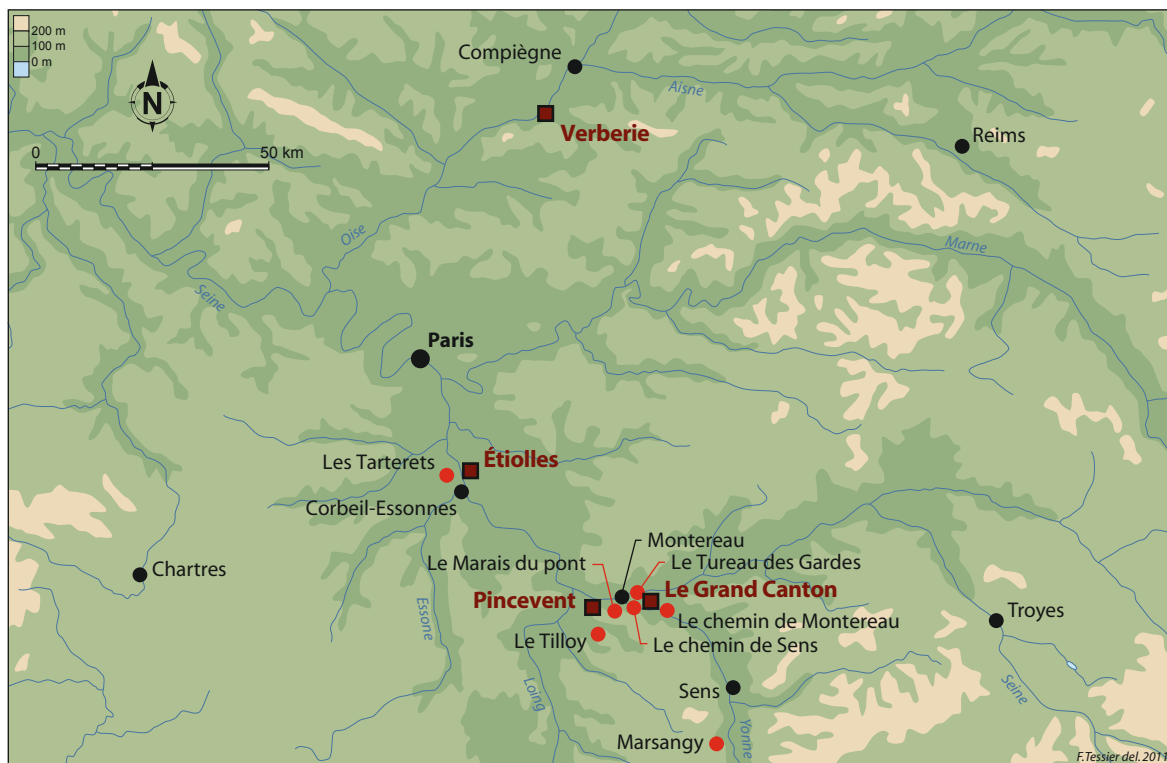 200 m
100 m
0 m
N
0
50 km
Compiègne
Aisne
Verberie
Reims
Oise
Marne
Seine
Paris
Les Tarterets
Étiolles
Corbeil-Essonnes
Montereau
Le Marais du pont
Le Tureau des Gardes
Chartres
Pincevent
Le Grand Canton
Essone
Troyes
Le chemin de Montereau
Le Tilloy
Le chemin de Sens
Loing
Sens
Seine
Yonne
Marsangy
F.Tessier del. 2011